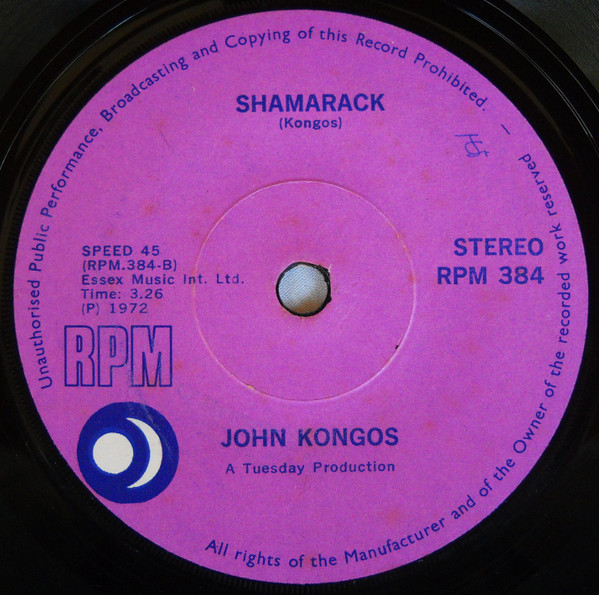 Unauthorised Public Performance, Broadcasting and Copying of this Record Prohibited. –
SHAMARACK
(Kongos)
SPEED 45
(RPM.384-B)
Essex Music Int. Ltd.
Time: 3.26
(P) 1972
STEREO
RPM 384
RPM
JOHN KONGOS
A Tuesday Production
All rights of the Manufacturer and of the Owner of the recorded work reserved